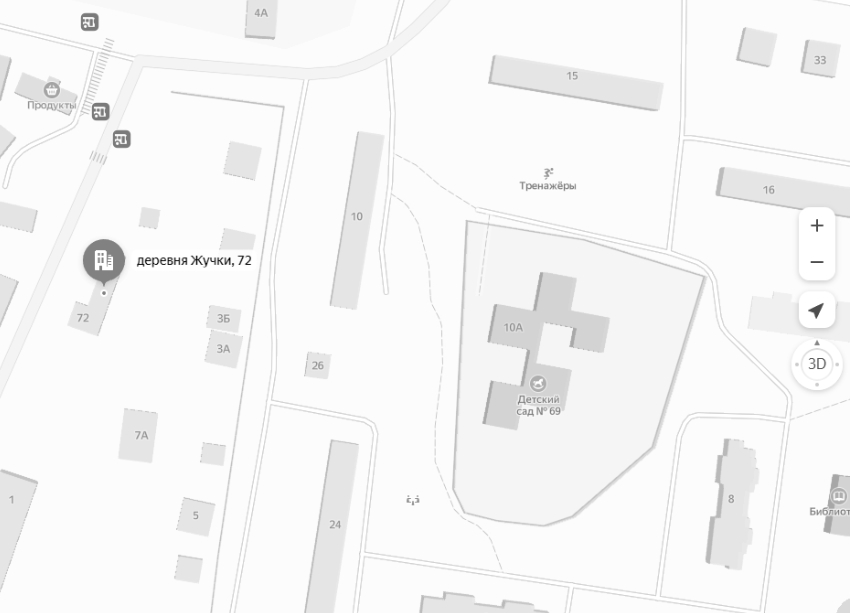 4А
15
33
Продукты
Тренажёры
16
10
деревня Жучки, 72
72
3Б
3А
10А
26
3D
Детский
сад № 69
7А
1
5
24
8